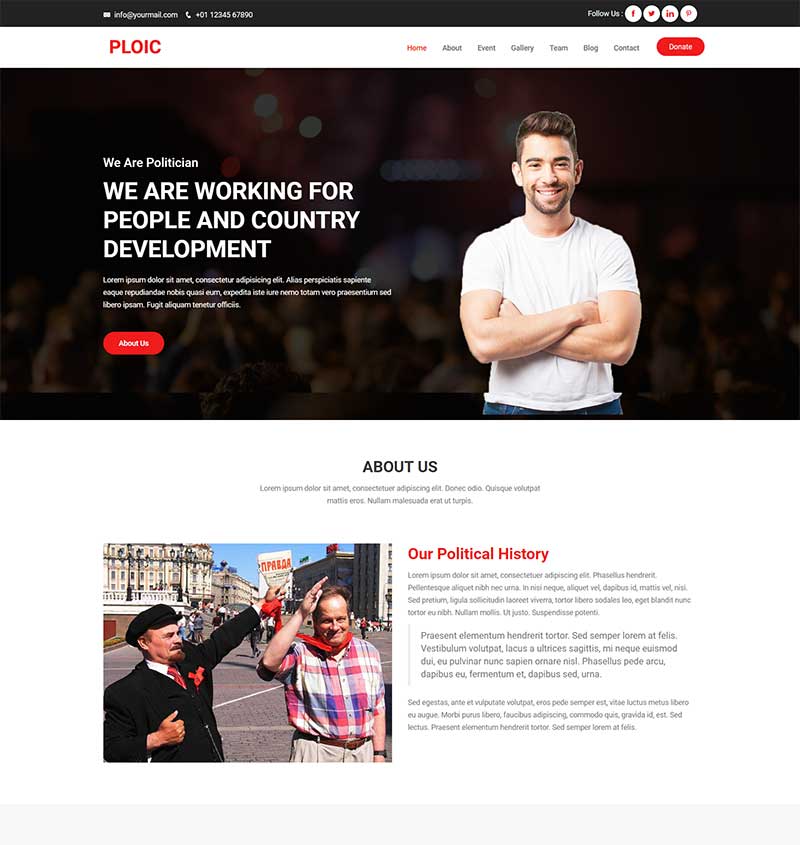 info@yourmail.com +01 12345 67890 Follow Us :
PLOIC Home About Event Gallery Team Blog Contact Donate
We Are Politician
WE ARE WORKING FOR
PEOPLE AND COUNTRY
DEVELOPMENT
Lorem ipsum dolor sit amet, consectetur adipisicing elit. Alias perspiciatis sapiente
eaque repudiandae nobis quasi eum, expedita iste iure nemo totam vero praesentium sed
libero ipsam. Fugit aliquam tenetur officiis.
About Us
ABOUT US
Lorem ipsum dolor sit amet, consectetuer adipiscing elit. Donec odio. Quisque volutpat
mattis eros. Nullam malesuada erat ut turpis.
ПРАВДА
Our Political History
Lorem ipsum dolor sit amet, consectetuer adipiscing elit. Phasellus hendrerit.
Pellentesque aliquet nibh nec urna. In nisi neque, aliquet vel, dapibus id, mattis vel, nisi.
Sed pretium, ligula sollicitudin laoreet viverra, tortor libero sodales leo, eget blandit nunc
tortor eu nibh. Nullam mollis. Ut justo. Suspendisse potenti.
Praesent elementum hendrerit tortor. Sed semper lorem at felis.
Vestibulum volutpat, lacus a ultrices sagittis, mi neque euismod
dui, eu pulvinar nunc sapien ornare nisl. Phasellus pede arcu,
dapibus eu, fermentum et, dapibus sed, urna.
Sed egestas, ante et vulputate volutpat, eros pede semper est, vitae luctus metus libero
eu augue. Morbi purus libero, faucibus adipiscing, commodo quis, gravida id, est. Sed
lectus. Praesent elementum hendrerit tortor. Sed semper lorem at felis.